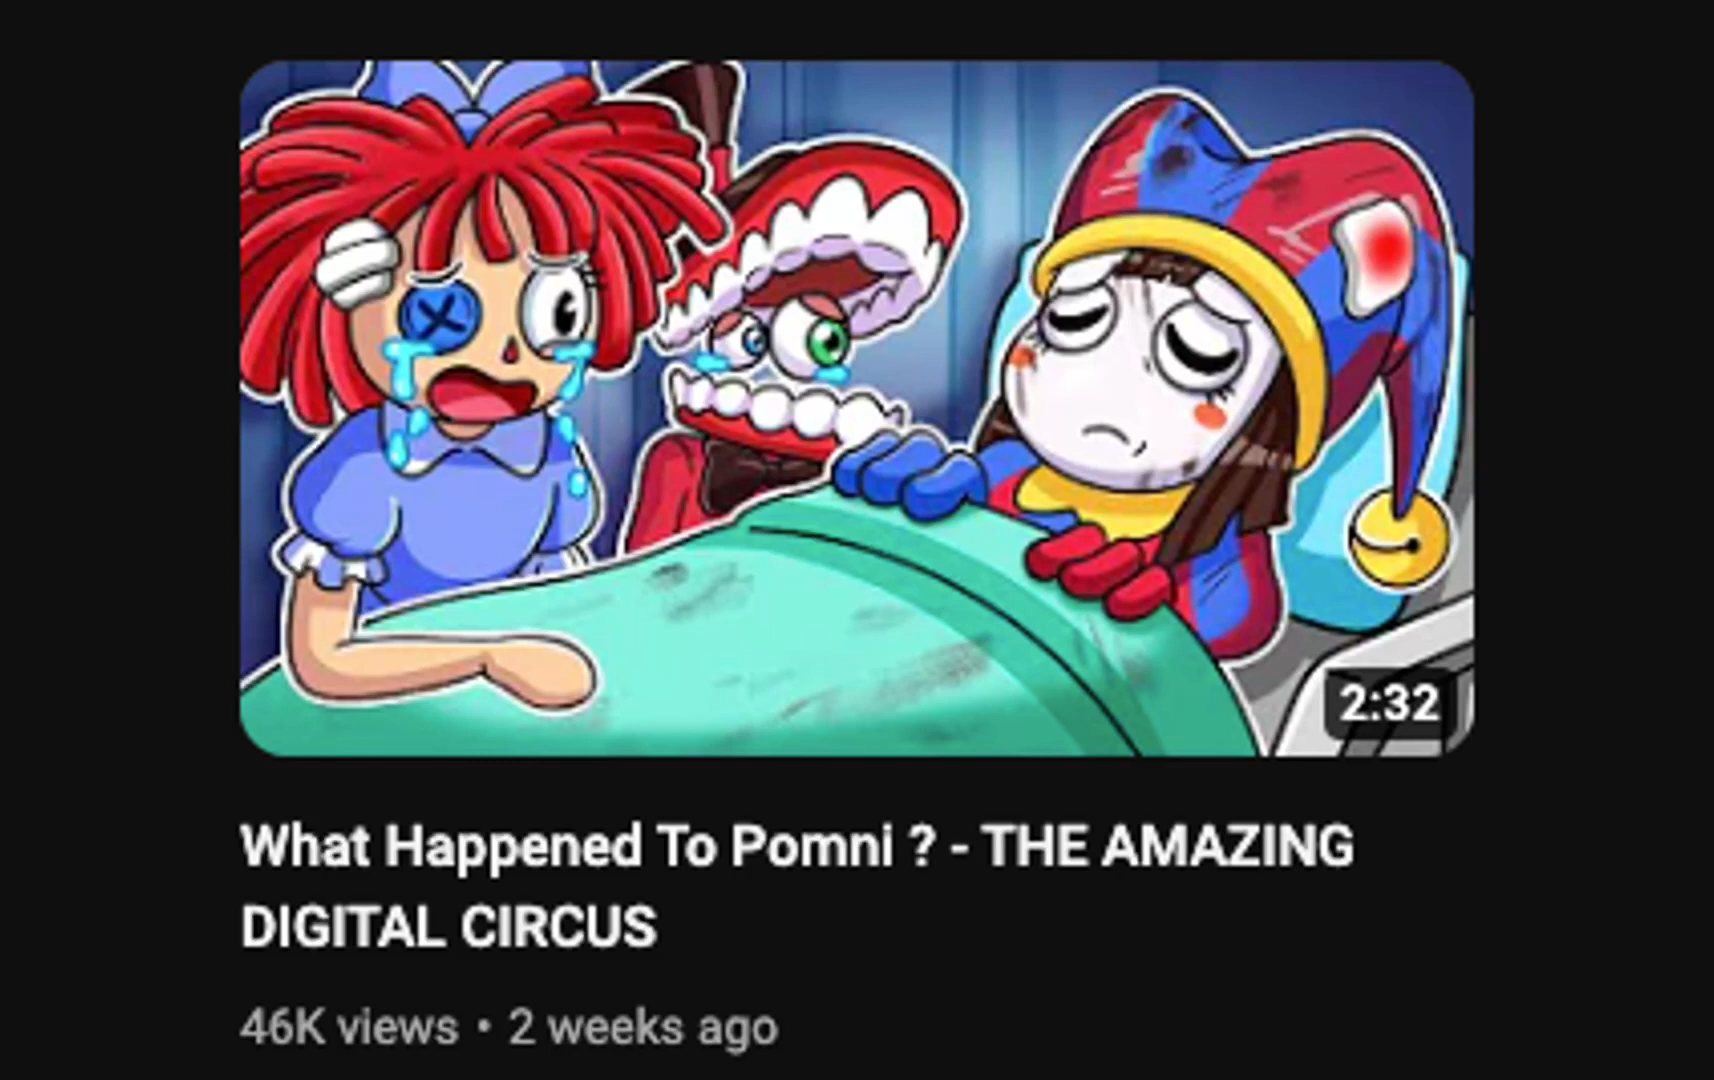 2:32
What Happened To Pomni ? - THE AMAZING
DIGITAL CIRCUS
46K views • 2 weeks ago